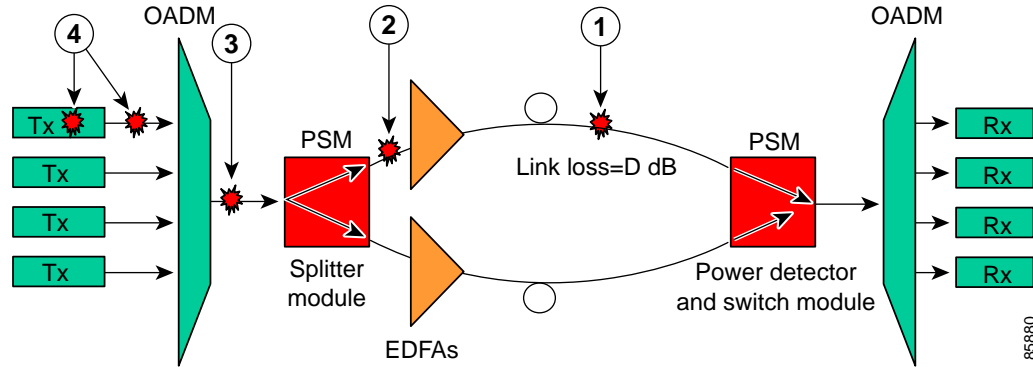 OADM
OADM
4
3
2
1
PSM
PSM
Tx
Tx
Tx
Tx
Link loss=D dB
Rx
Rx
Rx
Rx
Splitter
module
Power detector
and switch module
EDFAs
85880